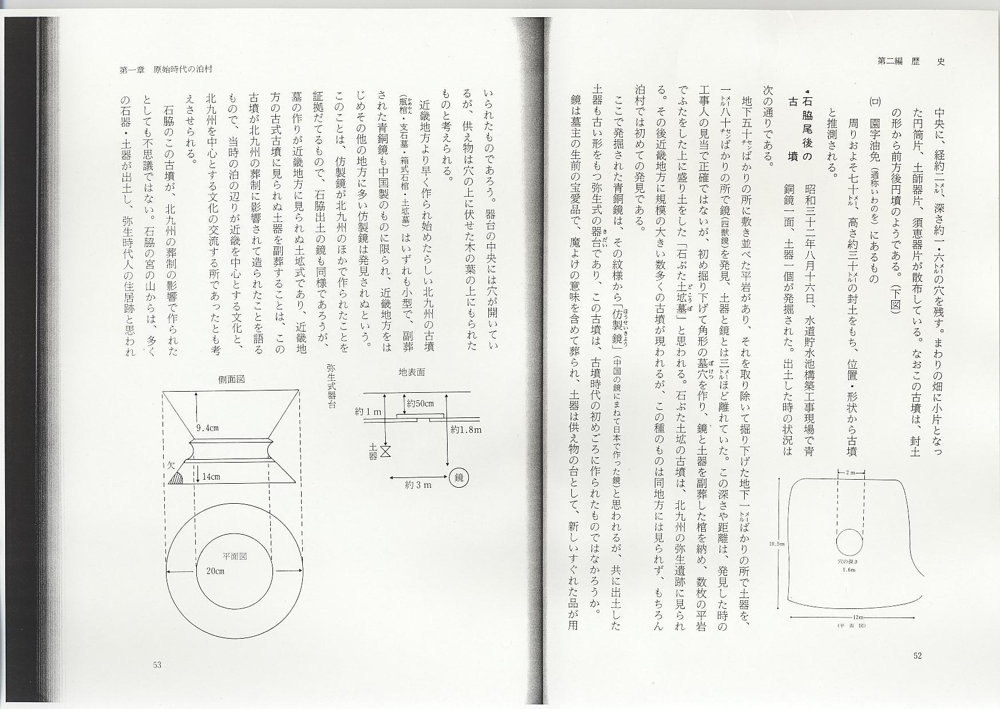 第二編　歴　史
中央に、経約二㍍、深さ約一・六㍍の穴を残す。まわりの畑に小片となっ
た円筒片、土師器片、須恵器片が散布している。なおこの古墳は、封土
の形から前方後円墳のようである。（下図）
(ロ)　園字油免（通称いわのを）にあるもの
周りおよそ七十㍍、高さ約三十㍍の封土をもち、位置・形状から古墳
と推測される。
・石脇尾後の
古墳
昭和三十二年八月十六日、水道貯水池構築工事現場で青
銅鏡一面、土器一個が発掘された。出土した時の状況は
次の通りである。
地下五十㌢ばかりの所に敷き並べた平岩があり、それを取り除いて掘り下げた地下一㍍ばかりの所で土器を、
一㍍八十㌢ばかりの所で鏡（四獣鏡）を発見、土器と鏡とは三㍍ほど離れていた。この深さや距離は、発見した時の
工事人の見当で正確ではないが、初め掘り下げて角形の墓穴を作り、鏡と土器を副葬した棺を納め、数枚の平岩
ぼけつ
でふたをした上に盛り土をした「石ぶた土坛墓」と思われる。石ぶた土坛の古墳は、北九州の弥生遺跡に見られ
どこうぼ
る。その後近畿地方に規模の大きい数多くの古墳が現われるが、この種のものは同地方には見られず、もちろん
泊村では初めての発見である。
ここで発掘された青銅鏡は、その紋様から「仿製鏡」（中国の鏡にまねて日本で作った鏡）と思われるが、共に出土した
ほうせいきょう
土器も古い形をもつ弥生式の器台であり、この古墳は、古墳時代の初めごろに作られたものではなかろうか。
きだい
鏡は墓主の生前の宝愛品で、魔よけの意味を含めて葬られ、土器は供え物の台として、新しいすぐれた品が用
2m
穴の深さ
1.6m
10.5m
12m
(平面図)
52
第一章　原始時代の泊村
いられたものであろう。器台の中央には穴が開いてい
るが、供え物は穴の上に伏せた木の葉の上にもられた
ものと考えられる。
近畿地方より早く作られ始めたらしい北九州の古墳
（瓶棺・支石墓・箱式石棺・土坛墓）はいずれも小型で、副葬
かめかん
された青銅鏡も中国製のものに限られ、近畿地方をは
じめその他の地方に多い仿製鏡は発見されぬという。
このことは、仿製鏡が北九州のほかで作られたことを
証拠だてるもので、石脇出土の鏡も同様であろうが、
墓の作りが近畿地方に見られぬ土坛式であり、近畿地
方の古式古墳に見られぬ土器を副葬することは、この
古墳が北九州の葬制に影響されて造られたことを語る
もので、当時の泊の辺りが近畿を中心とする文化と、
北九州を中心とする文化の交流する所であったとも考
えさせられる。
石脇のこの古墳が、北九州の葬制の影響で作られた
としても不思議ではない。石脇の宮の山からは、多く
の石器・土器が出土し、弥生時代人の住居跡と思われ
地表面
約50cm
約1m
約1.8m
土器
鏡
約3m
弥生式器台
側面図
9.4cm
欠
14cm
平面図
20cm
53